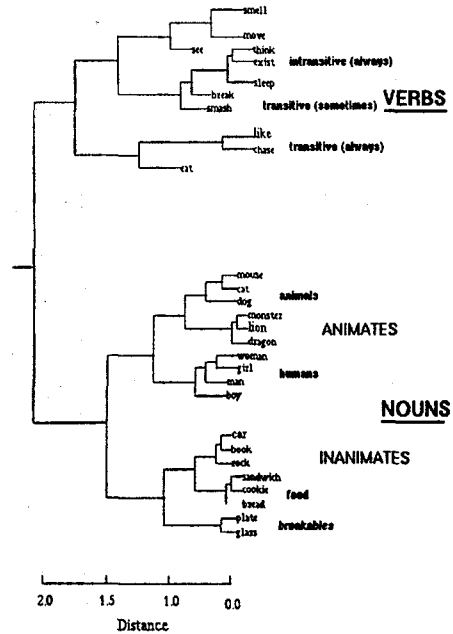 smell
move
see
think
exist
intransitive (always)
sleep
break
smash
transitive (sometimes)
VERBS
like
chase
transitive (always)
eat
mouse
cat
animals
dog
monster
lion
ANIMATES
dragon
woman
girl
humans
man
boy
NOUNS
car
book
rock
INANIMATES
sandwich
cookie
food
bread
plate
breakables
glass
2.0 1.5 1.0 0.0
Distance